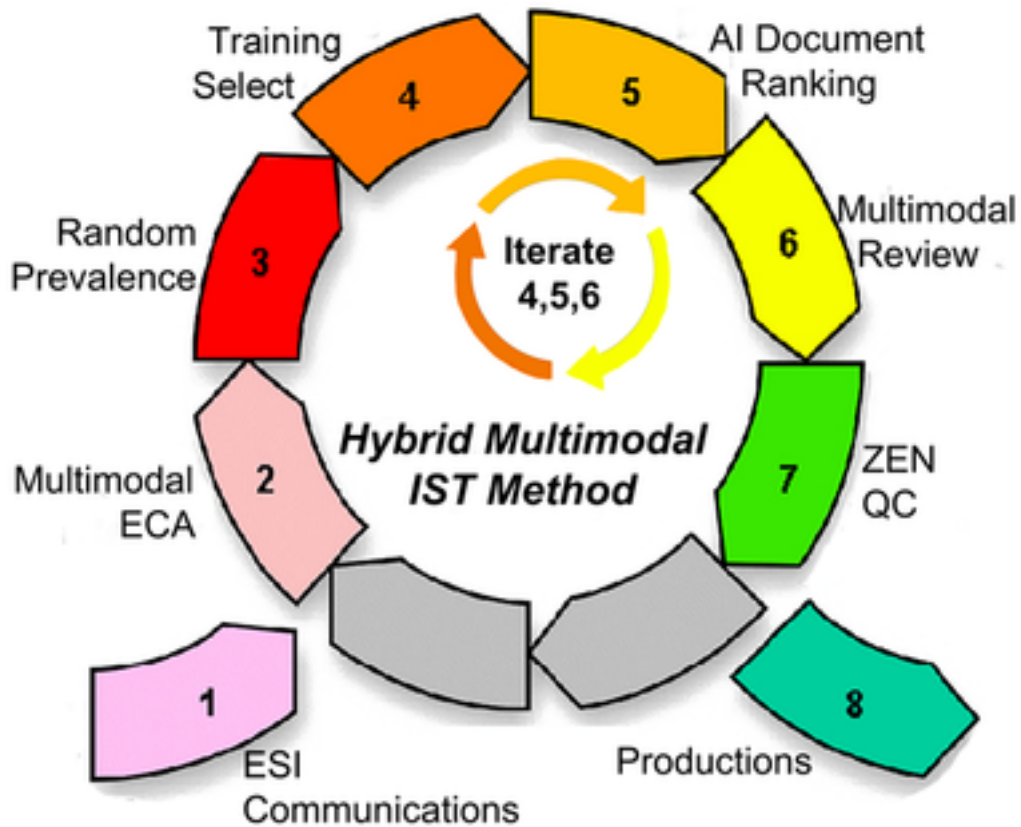 Training
Select
4
5
AI Document
Ranking
Random
Prevalence
3
Iterate
4,5,6
6
Multimodal
Review
Hybrid Multimodal
IST Method
Multimodal
ECA
2
7
ZEN
QC
1
ESI
Communications
8
Productions